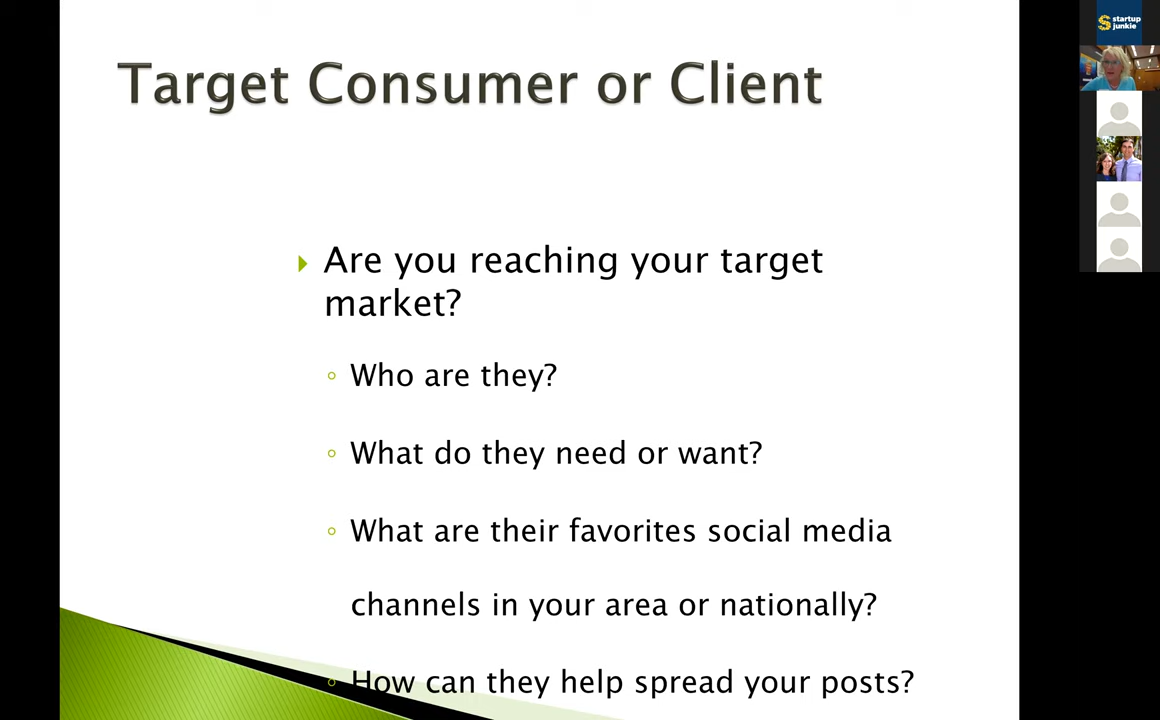 Target Consumer or Client
Are you reaching your target
market?
Who are they?
What do they need or want?
What are their favorites social media
channels in your area or nationally?
How can they help spread your posts?
startup
junkie